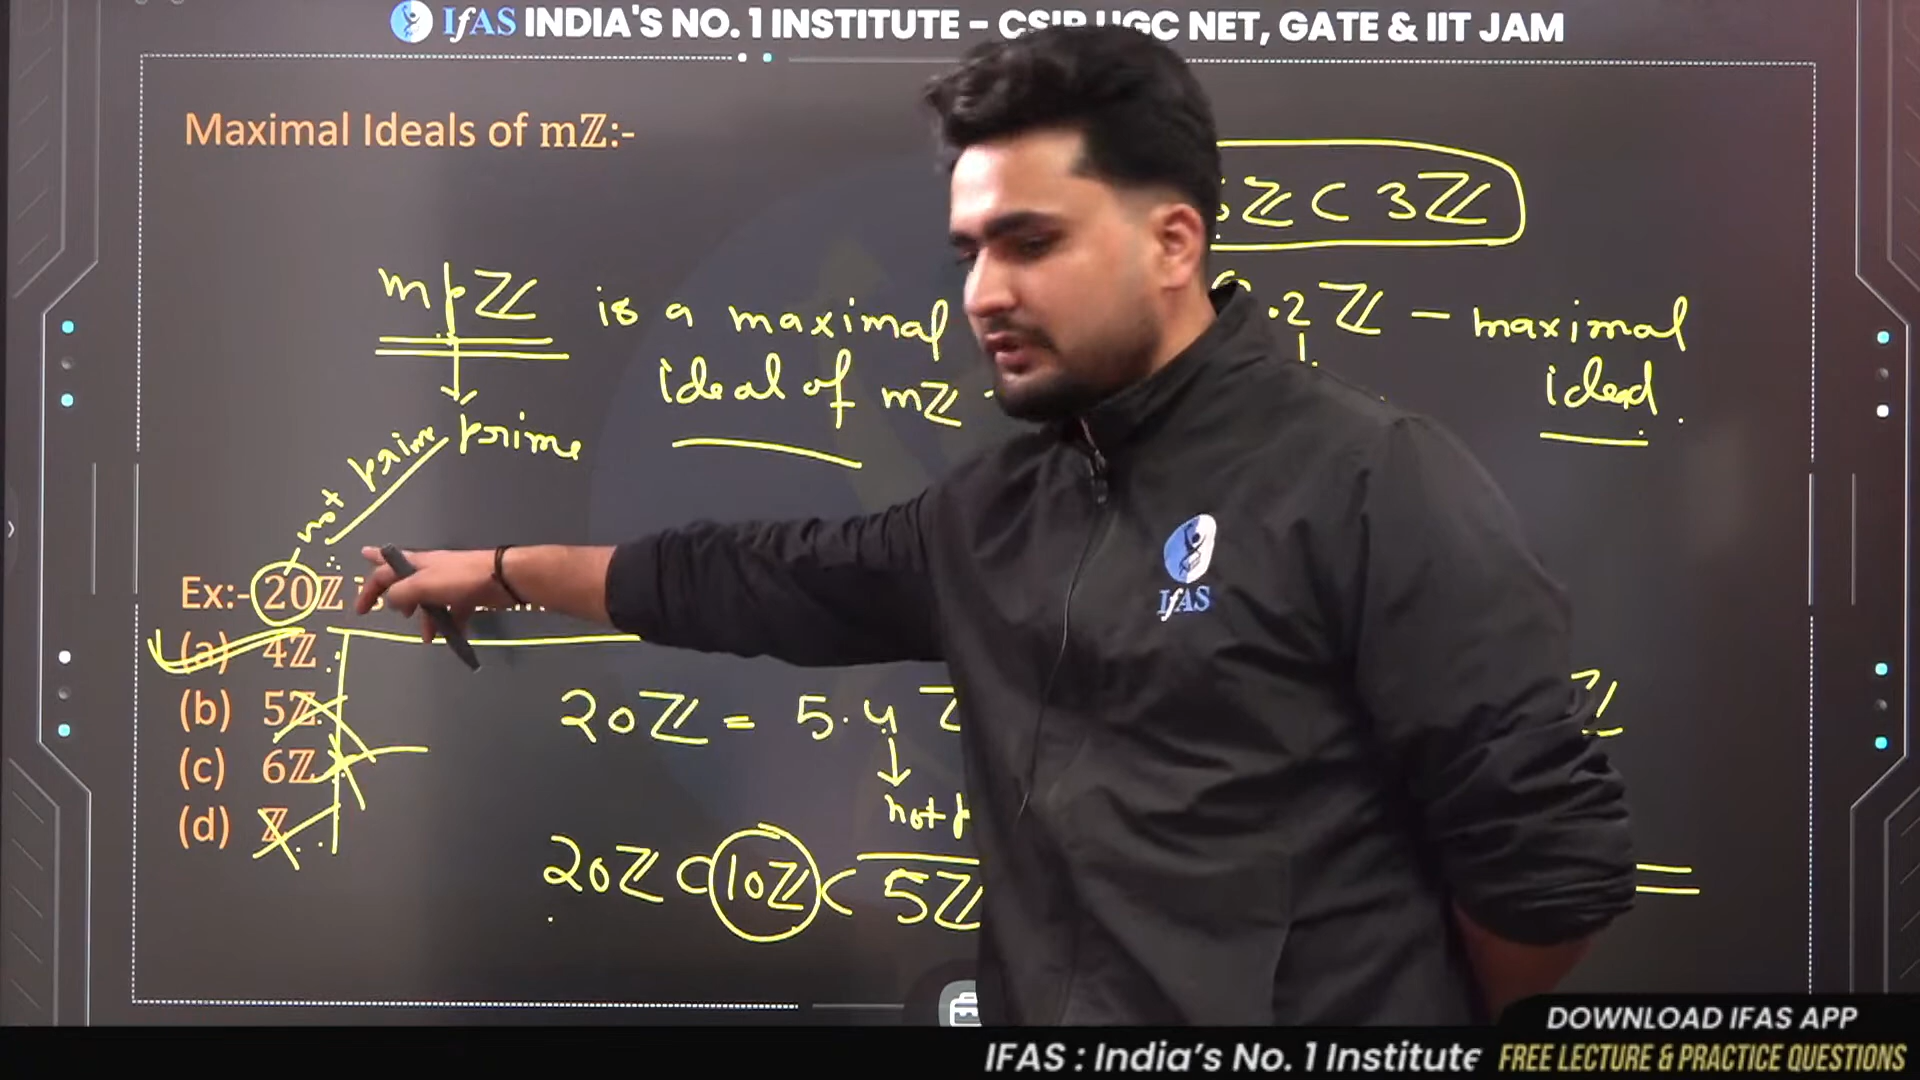 IfAS INDIA'S NO. 1 INSTITUTE - CSIR UGC NET, GATE & IIT JAM
Maximal Ideals of mℤ:-
ℤ ⊂ 3ℤ
mpℤ is a maximal
ideal of mℤ
.2ℤ - maximal
ideal.
prime
not prime
Ex:- 20ℤ is
(a) 4ℤ
(b) 5ℤ
(c) 6ℤ
(d) ℤ
20ℤ = 5.4 ℤ
not
20ℤ ⊂ 10ℤ ⊂ 5ℤ
=
IfAS
DOWNLOAD IFAS APP
IFAS : India's No. 1 Institute
FREE LECTURE & PRACTICE QUESTIONS